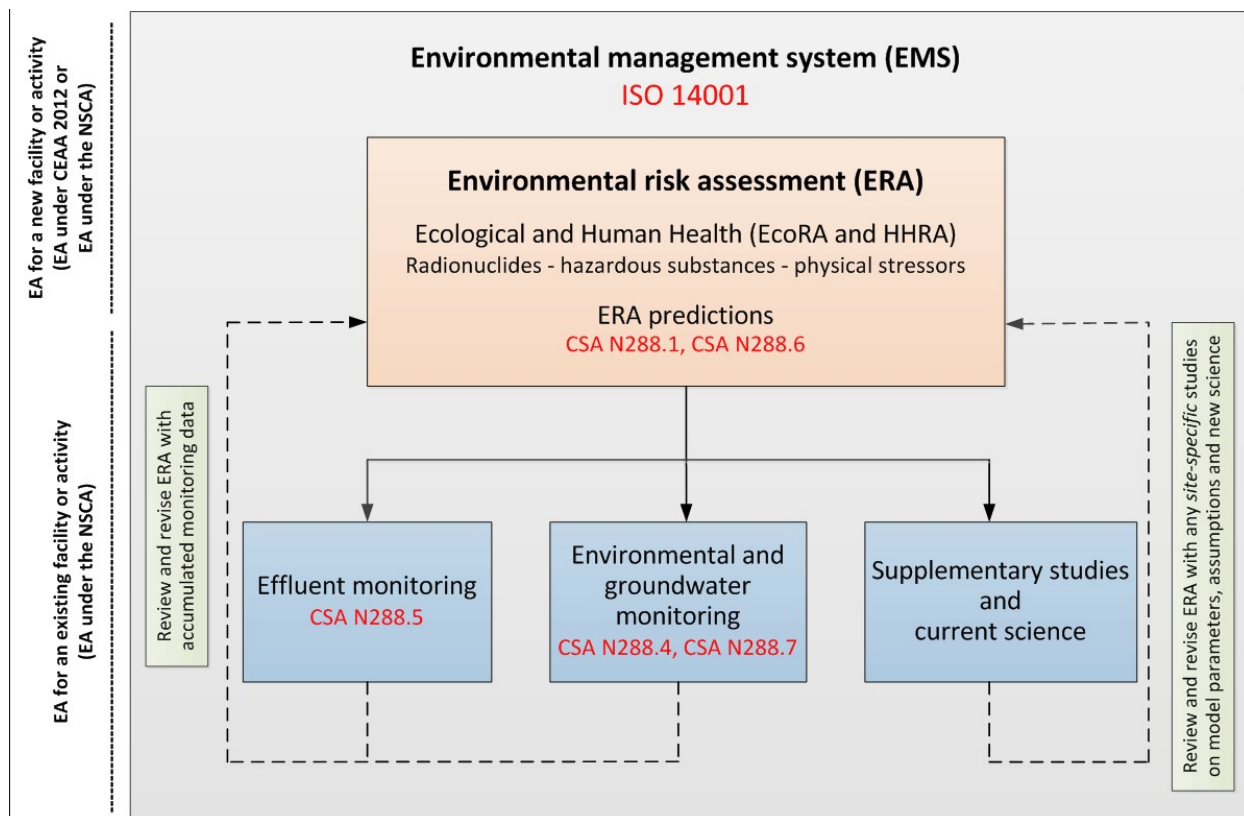 EA for a new facility or activity
(EA under CEAA 2012 or
EA under the NSCA)
EA for an existing facility or activity
(EA under the NSCA)
Environmental management system (EMS)
ISO 14001
Environmental risk assessment (ERA)
Ecological and Human Health (EcoRA and HHRA)
Radionuclides - hazardous substances - physical stressors
ERA predictions
CSA N288.1, CSA N288.6
Review and revise ERA with
accumulated monitoring data
Effluent monitoring
CSA N288.5
Environmental and
groundwater
monitoring
CSA N288.4, CSA N288.7
Supplementary studies
and
current science
Review and revise ERA with any site-specific studies
on model parameters, assumptions and new science